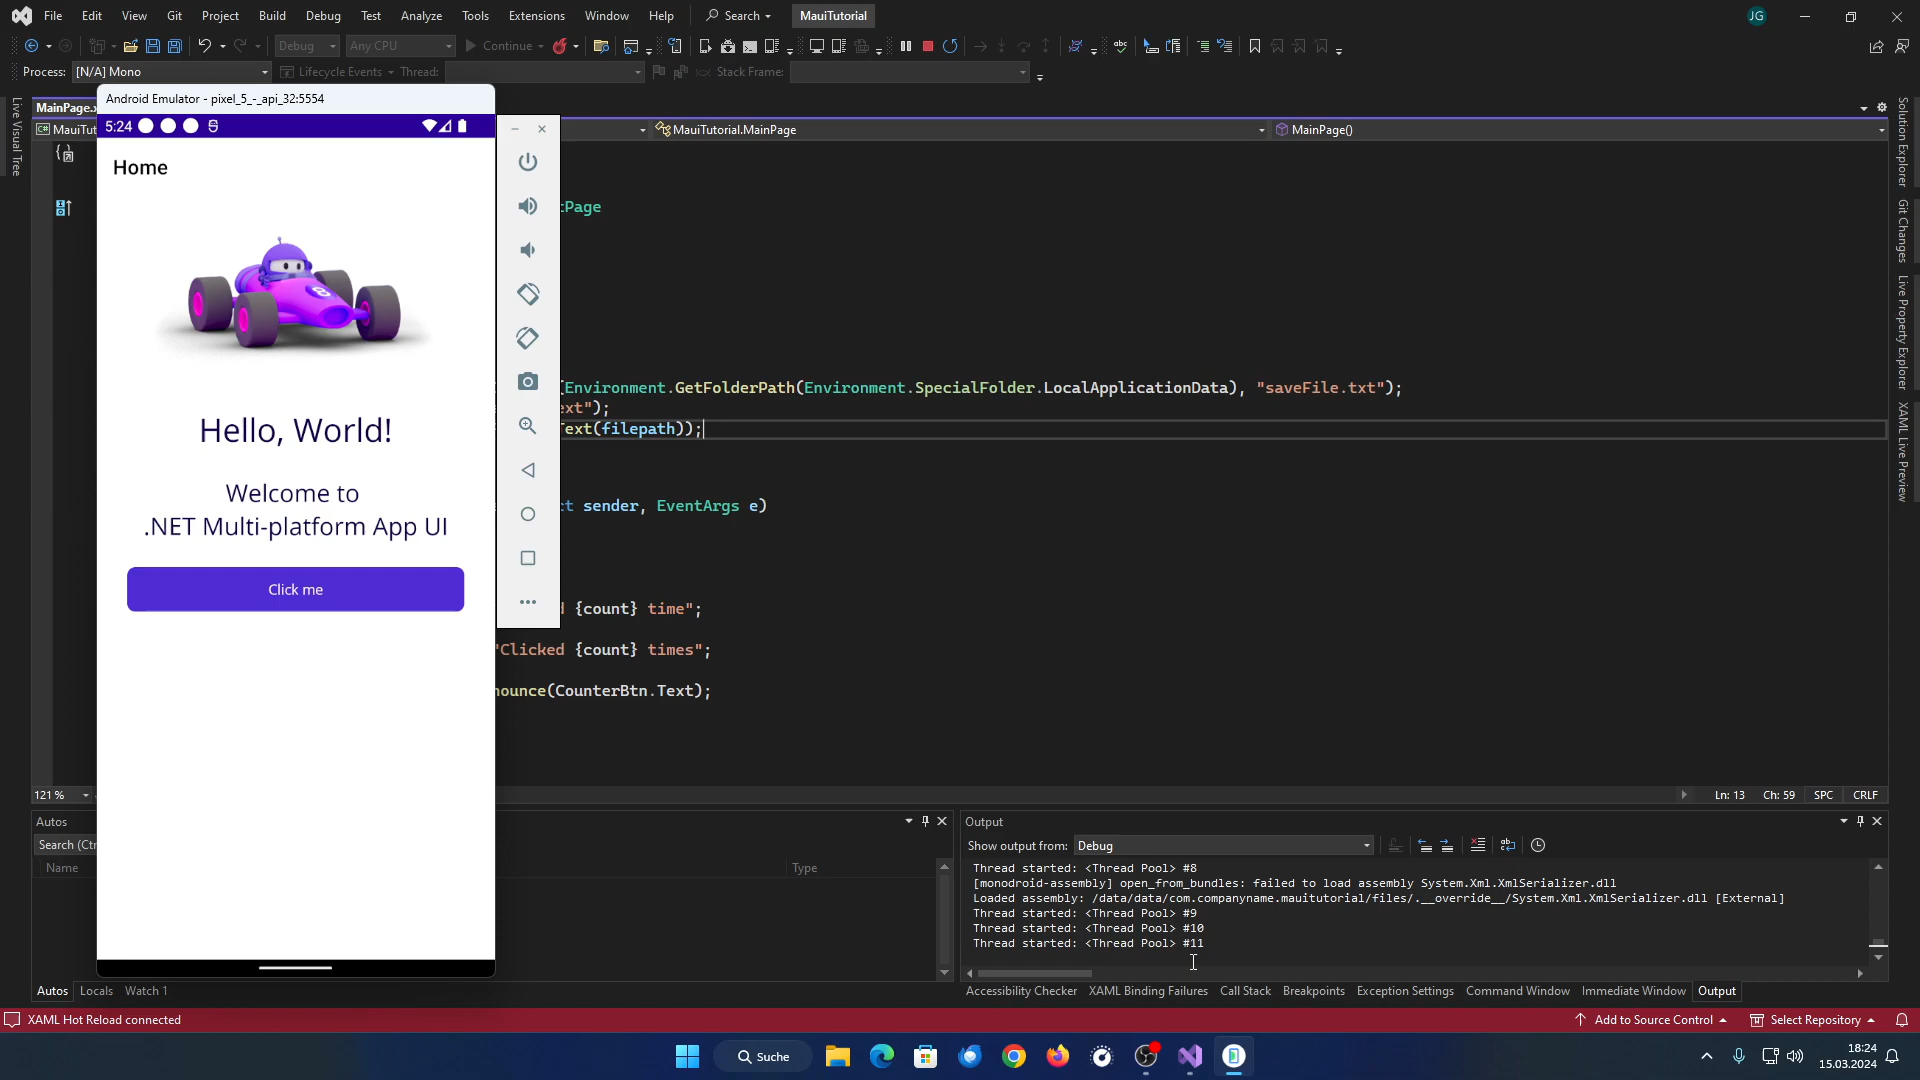 File Edit View Git Project Build Debug Test Analyze Tools Extensions Window Help Search MauiTutorial JG
Debug Any CPU Continue
Process: [N/A] Mono Lifecycle Events Thread: Stack Frame:
Android Emulator - pixel_5_-_api_32:5554
MainPage.x
MauiTut MauiTutorial.MainPage MainPage()
5:24
Home
Hello, World!
Welcome to
.NET Multi-platform App UI
Click me
Live Visual Tree
tPage
(Environment.GetFolderPath(Environment.SpecialFolder.LocalApplicationData), "saveFile.txt");
ext");
Text(filepath));
ct sender, EventArgs e)
d {count} time";
"Clicked {count} times";
nounce(CounterBtn.Text);
Solution Explorer
Git Changes
Live Property Explorer
XAML Live Preview
121 % Ln: 13 Ch: 59 SPC CRLF
Autos
Search (Ctr
Name Type
Autos Locals Watch 1
Output
Show output from: Debug
Thread started: <Thread Pool> #8
[monodroid-assembly] open_from_bundles: failed to load assembly System.Xml.XmlSerializer.dll
Loaded assembly: /data/data/com.companyname.mauitutorial/files/.__override__/System.Xml.XmlSerializer.dll [External]
Thread started: <Thread Pool> #9
Thread started: <Thread Pool> #10
Thread started: <Thread Pool> #11
Accessibility Checker XAML Binding Failures Call Stack Breakpoints Exception Settings Command Window Immediate Window Output
XAML Hot Reload connected Add to Source Control Select Repository
Suche
18:24
15.03.2024